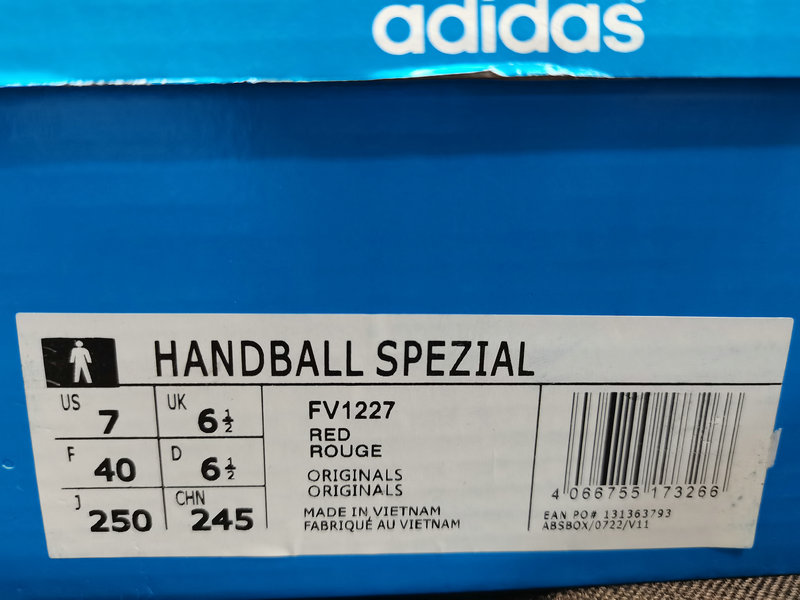 adidas
HANDBALL SPEZIAL
US 7 UK 6½
F 40 D 6½
J 250 CHN 245
FV1227
RED
ROUGE
ORIGINALS
ORIGINALS
MADE IN VIETNAM
FABRIQUÉ AU VIETNAM
4 066755 173266
EAN PO# 131363793
ABSBOX/0722/V11